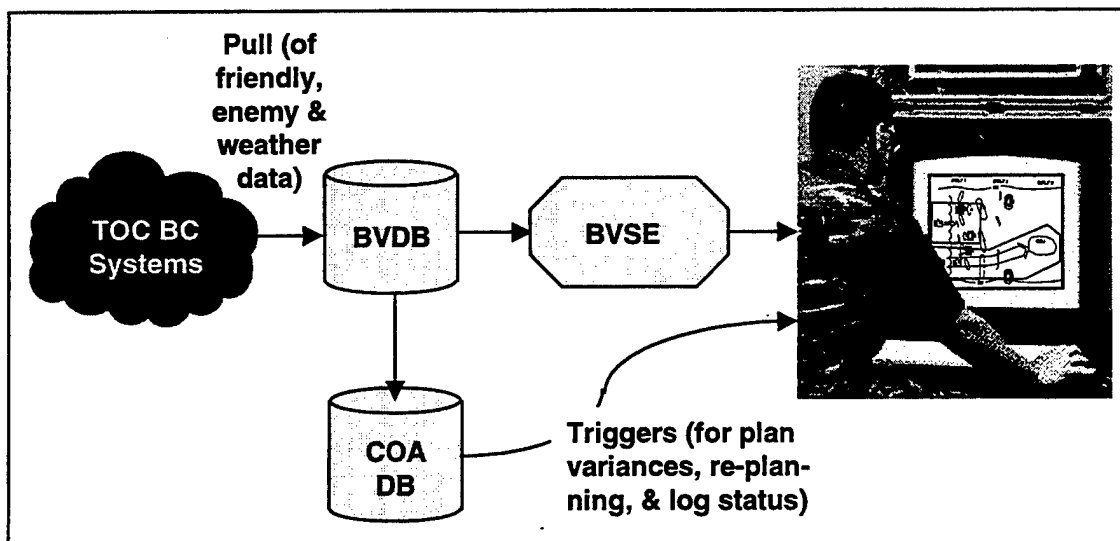 Pull (of
friendly,
enemy &
weather
data)
TOC BC
Systems
BVDB
BVSE
COA
DB
Triggers (for plan
variances, re-plan-
ning, & log status)